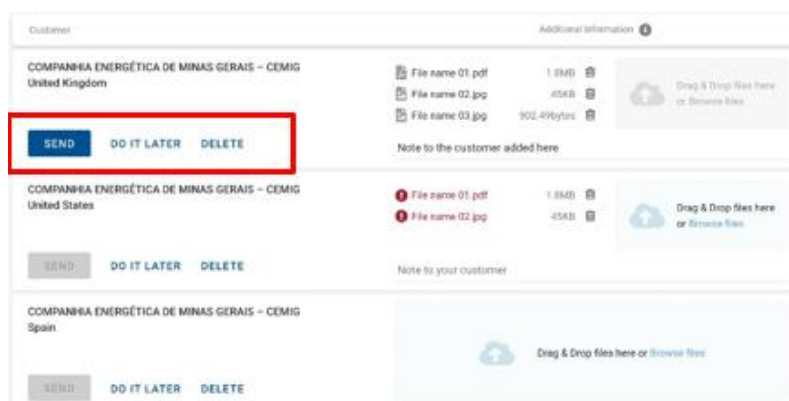 Customer
Additional Information
COMPANHIA ENERGÉTICA DE MINAS GERAIS – CEMIG
United Kingdom
File name 01.pdf 1.8MB
File name 02.jpg 45KB
File name 03.jpg 902.49bytes
Drag & Drop files here
or Browse files
SEND DO IT LATER DELETE
Note to the customer added here
COMPANHIA ENERGÉTICA DE MINAS GERAIS – CEMIG
United States
File name 01.pdf 1.8MB
File name 02.jpg 45KB
Drag & Drop files here
or Browse files
SEND DO IT LATER DELETE
Note to your customer
COMPANHIA ENERGÉTICA DE MINAS GERAIS – CEMIG
Spain
Drag & Drop files here or Browse files
SEND DO IT LATER DELETE